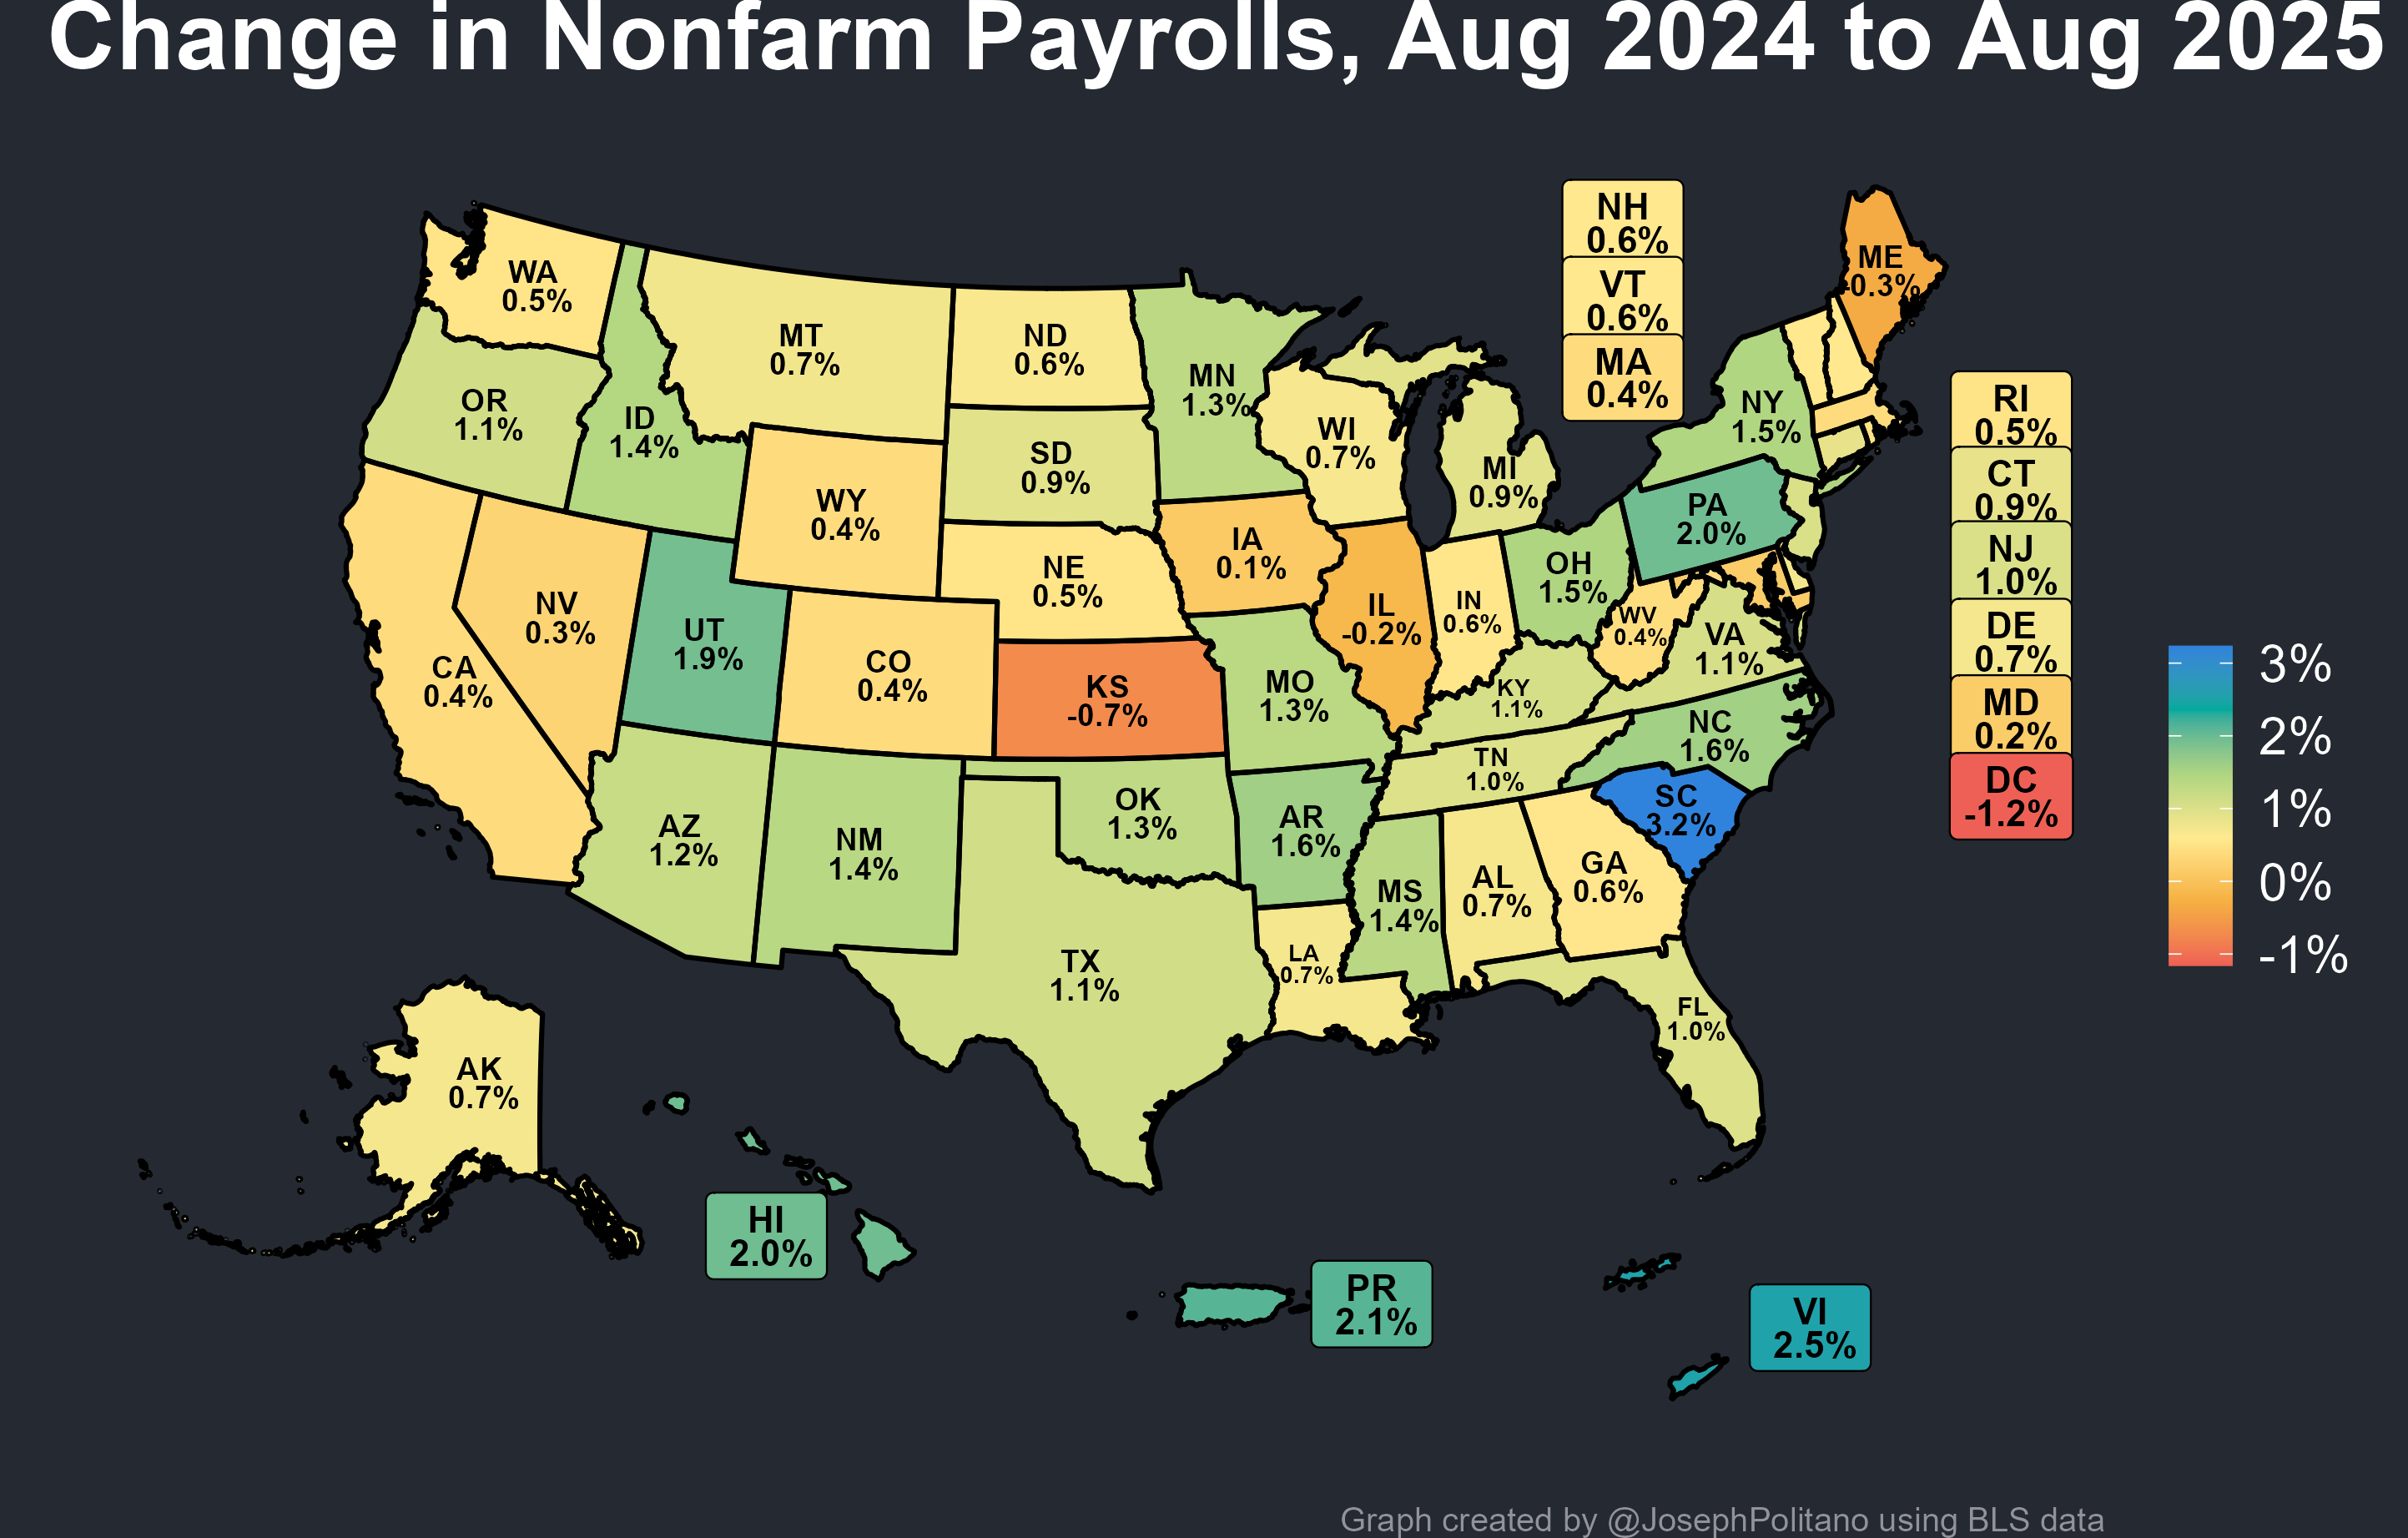 Change in Nonfarm Payrolls, Aug 2024 to Aug 2025
NH
0.6%
VT
0.6%
MA
0.4%
ME
-0.3%
WA
0.5%
MT
0.7%
ND
0.6%
MN
1.3%
OR
1.1%
ID
1.4%
WI
0.7%
NY
1.5%
RI
0.5%
SD
0.9%
MI
0.9%
CT
0.9%
WY
0.4%
PA
2.0%
NJ
1.0%
IA
0.1%
NE
0.5%
OH
1.5%
NV
0.3%
UT
1.9%
IL
-0.2%
IN
0.6%
WV
0.4%
VA
1.1%
DE
0.7%
CA
0.4%
CO
0.4%
KS
-0.7%
MO
1.3%
KY
1.1%
MD
0.2%
NC
1.6%
TN
1.0%
DC
-1.2%
AZ
1.2%
NM
1.4%
OK
1.3%
AR
1.6%
SC
3.2%
MS
1.4%
AL
0.7%
GA
0.6%
TX
1.1%
LA
0.7%
FL
1.0%
3%
2%
1%
0%
-1%
AK
0.7%
HI
2.0%
PR
2.1%
VI
2.5%
Graph created by @JosephPolitano using BLS data